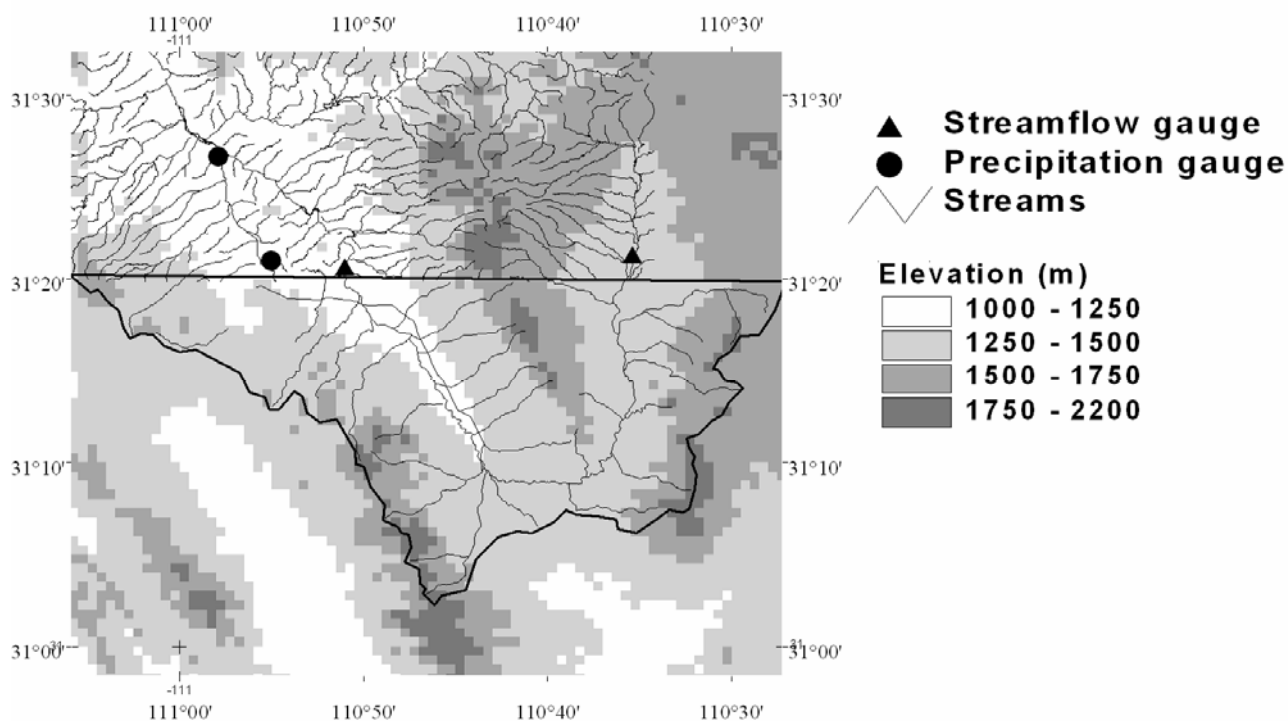 111°00' 110°50' 110°40' 110°30'
-111
31°30' 31°30'
31°20' 31°20'
31°10' 31°10'
31°00' 31 31 31°00'
-111
111°00' 110°50' 110°40' 110°30'
Streamflow gauge
Precipitation gauge
Streams
Elevation (m)
1000 - 1250
1250 - 1500
1500 - 1750
1750 - 2200